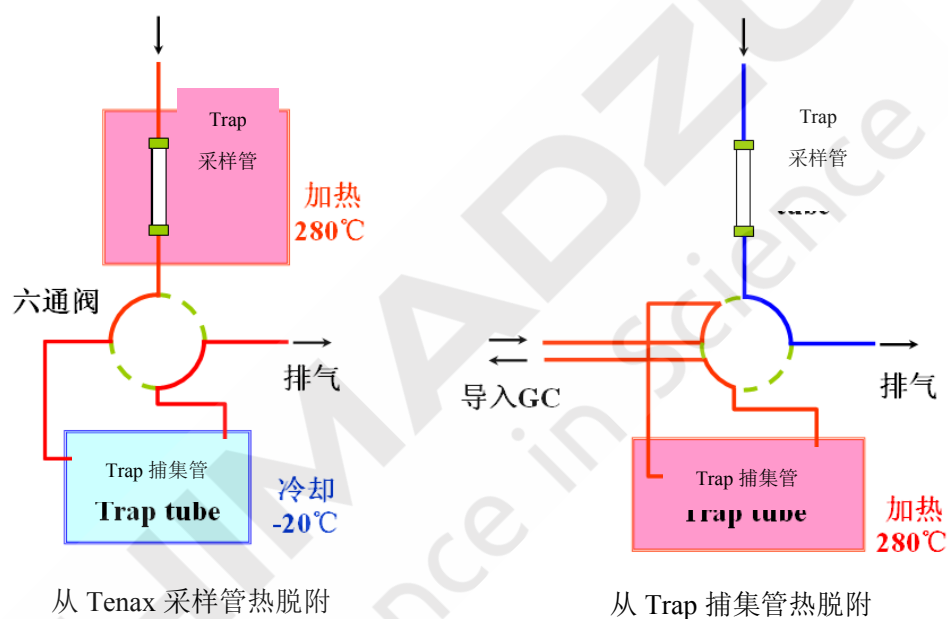 Trap
采样管
加热
280℃
六通阀
排气
Trap 捕集管
Trap tube
冷却
-20℃
从 Tenax 采样管热脱附
Trap
采样管
导入GC
排气
Trap 捕集管
Trap tube
加热
280℃
从 Trap 捕集管热脱附